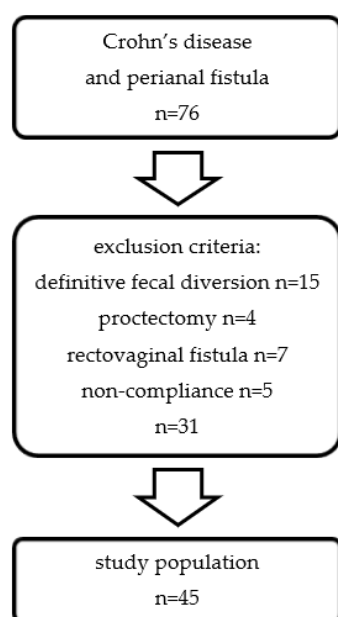 Crohn’s disease
and perianal fistula
n=76
exclusion criteria:
definitive fecal diversion n=15
proctectomy n=4
rectovaginal fistula n=7
non-compliance n=5
n=31
study population
n=45